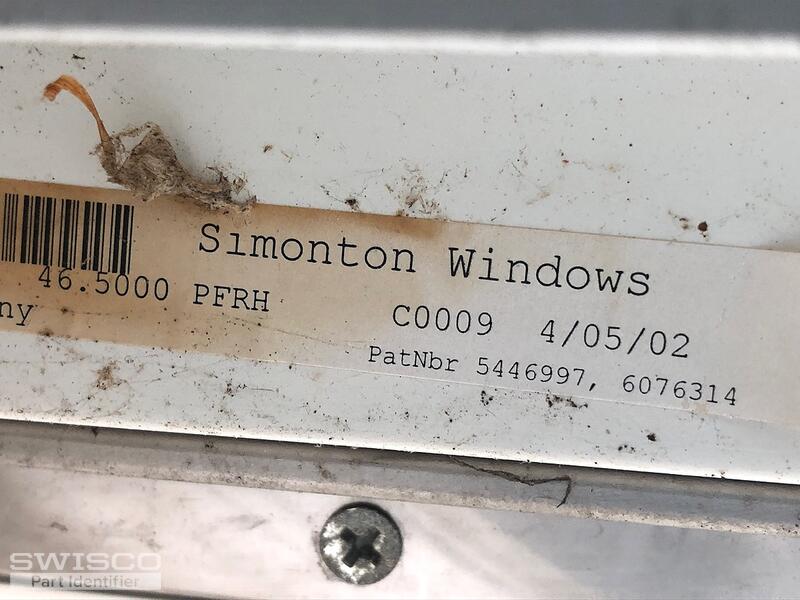 Simonton Windows
46.5000 PFRH
ny
C0009 4/05/02
PatNbr 5446997, 6076314
SWISCO
Part Identifier